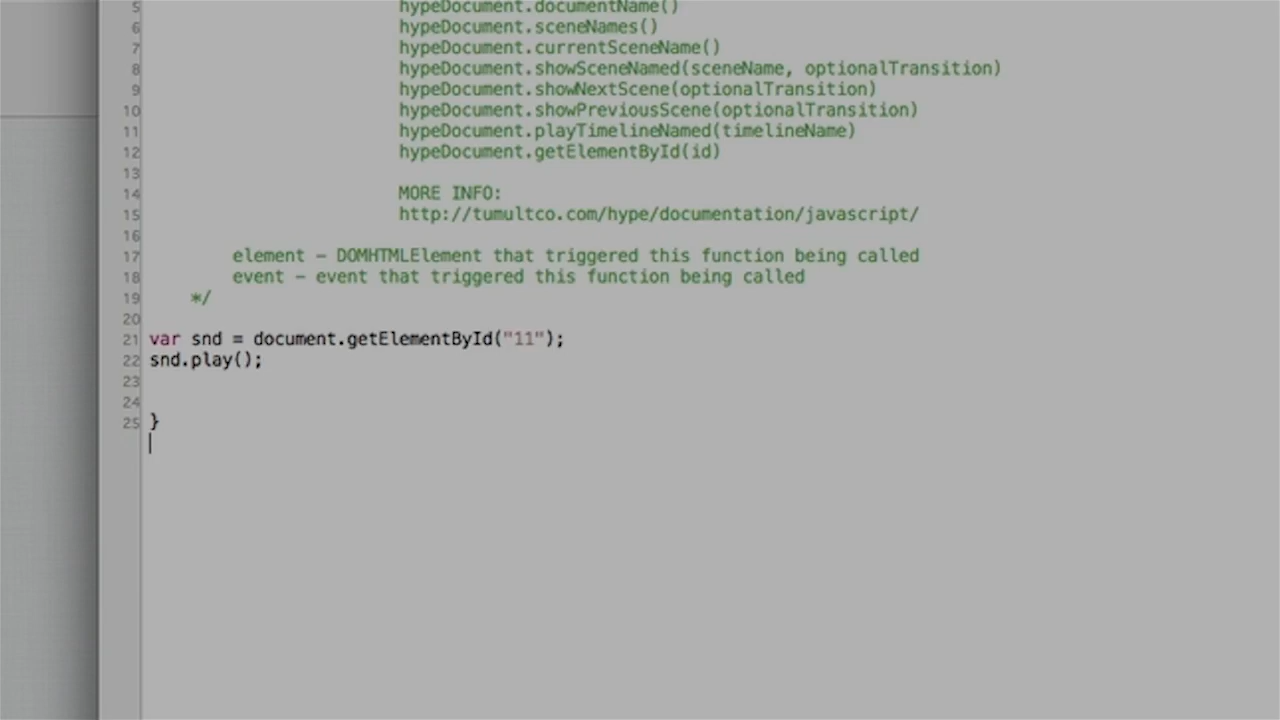 5 hypeDocument.documentName()
6 hypeDocument.sceneNames()
7 hypeDocument.currentSceneName()
8 hypeDocument.showSceneNamed(sceneName, optionalTransition)
9 hypeDocument.showNextScene(optionalTransition)
10 hypeDocument.showPreviousScene(optionalTransition)
11 hypeDocument.playTimelineNamed(timelineName)
12 hypeDocument.getElementById(id)
13
14 MORE INFO:
15 http://tumultco.com/hype/documentation/javascript/
16
17 element – DOMHTMLElement that triggered this function being called
18 event – event that triggered this function being called
19 */
20
21 var snd = document.getElementById("11");
22 snd.play();
23
24
25 }